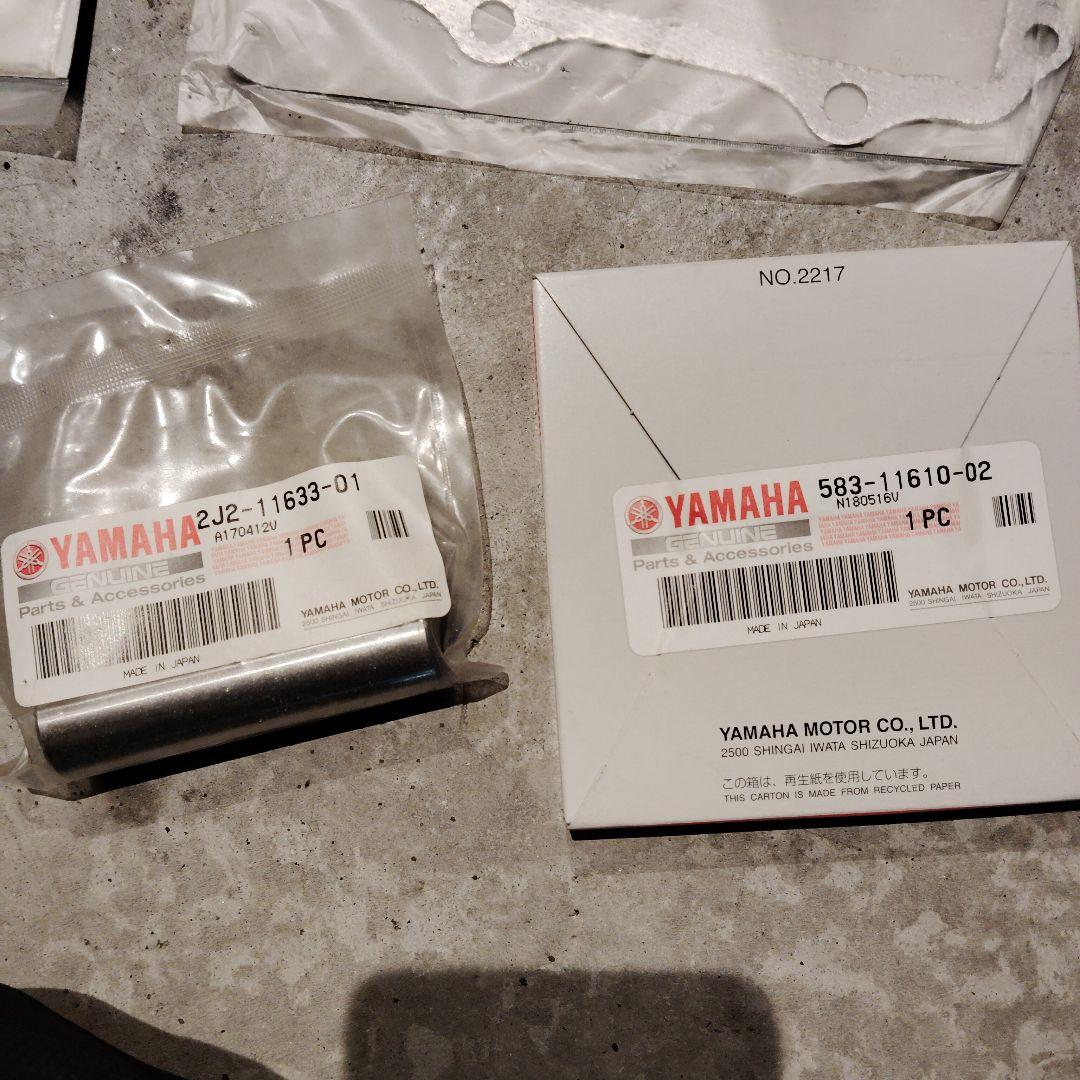 NO.2217
YAMAHA 2J2-11633-01
A170412V
1 PC
GENUINE
Parts & Accessories
YAMAHA MOTOR CO.,LTD.
2500 SHINGAI IWATA SHIZUOKA JAPAN
MADE IN JAPAN
YAMAHA 583-11610-02
N180516V
1 PC
GENUINE
Parts & Accessories
YAMAHA MOTOR CO.,LTD.
2500 SHINGAI IWATA SHIZUOKA JAPAN
MADE IN JAPAN
YAMAHA MOTOR CO., LTD.
2500 SHINGAI IWATA SHIZUOKA JAPAN
この箱は、再生紙を使用しています。
THIS CARTON IS MADE FROM RECYCLED PAPER